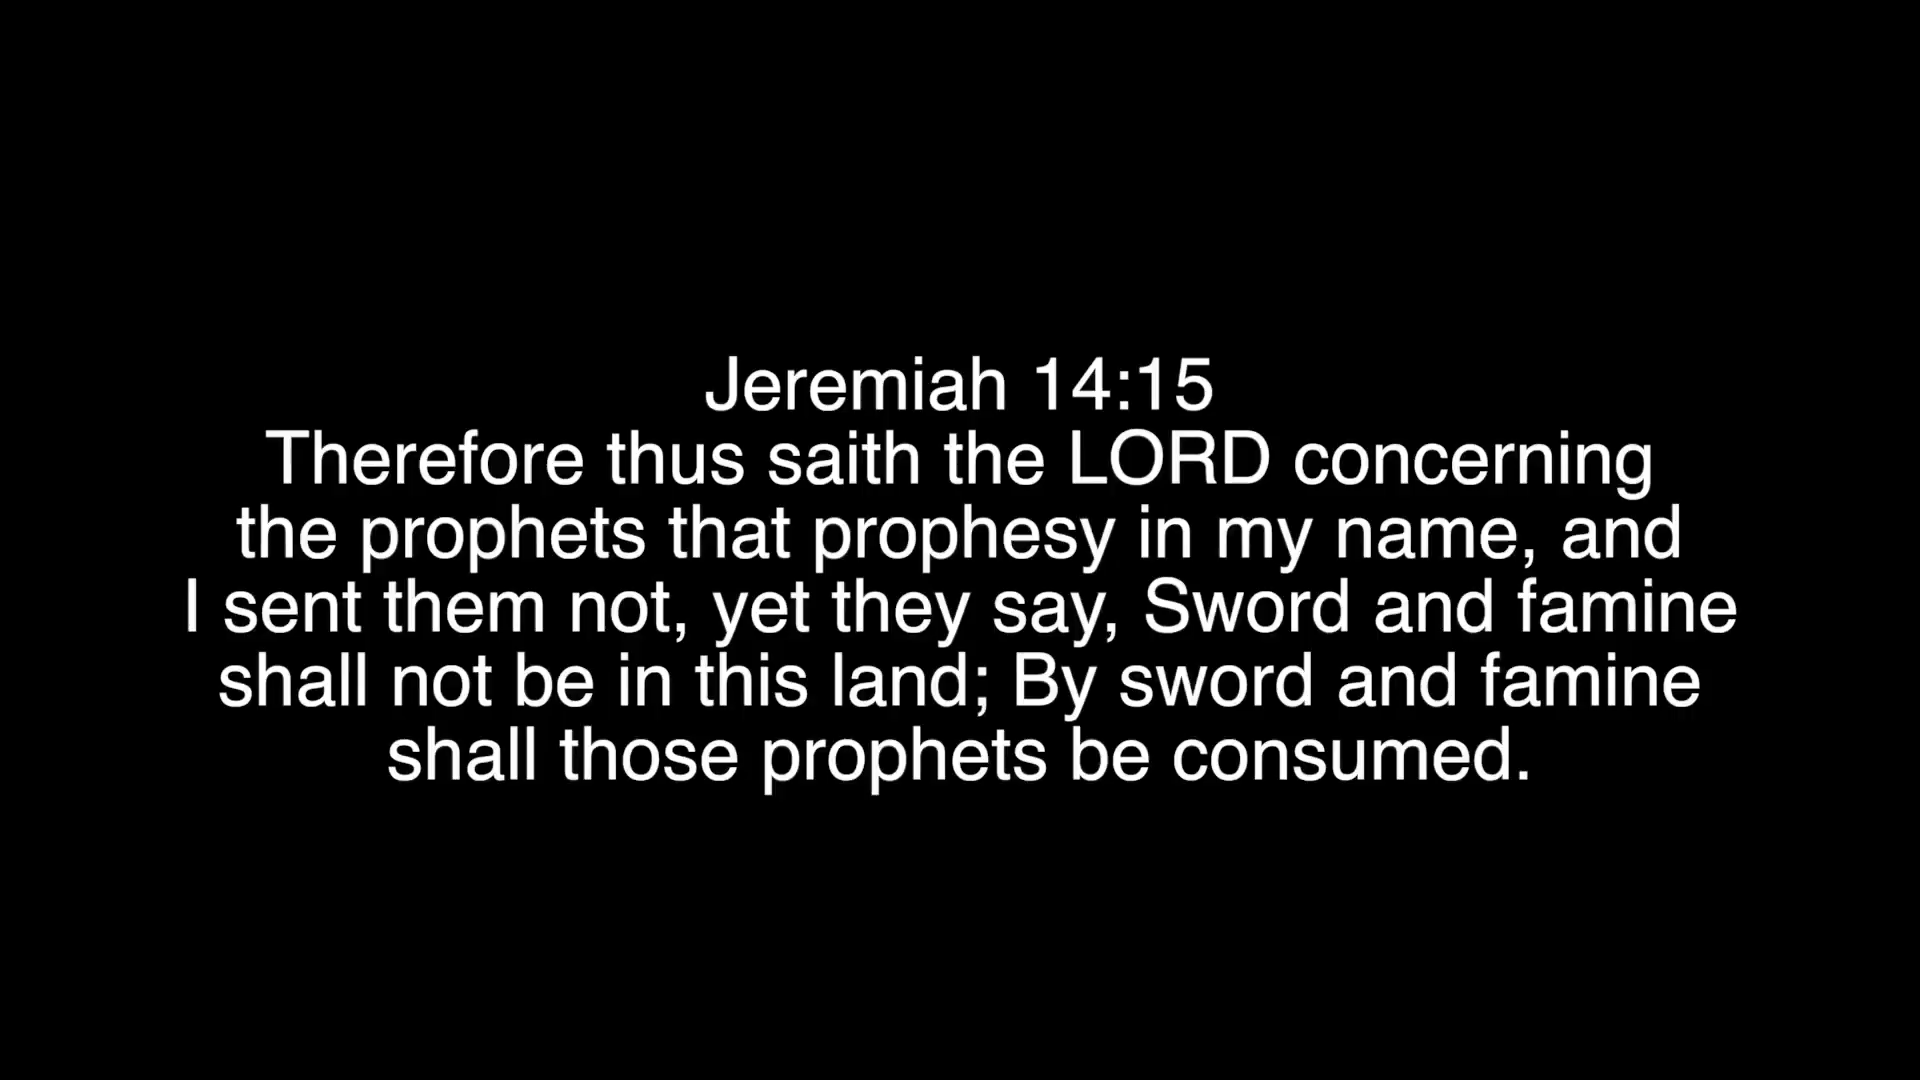 Jeremiah 14:15
Therefore thus saith the LORD concerning
the prophets that prophesy in my name, and
I sent them not, yet they say, Sword and famine
shall not be in this land; By sword and famine
shall those prophets be consumed.